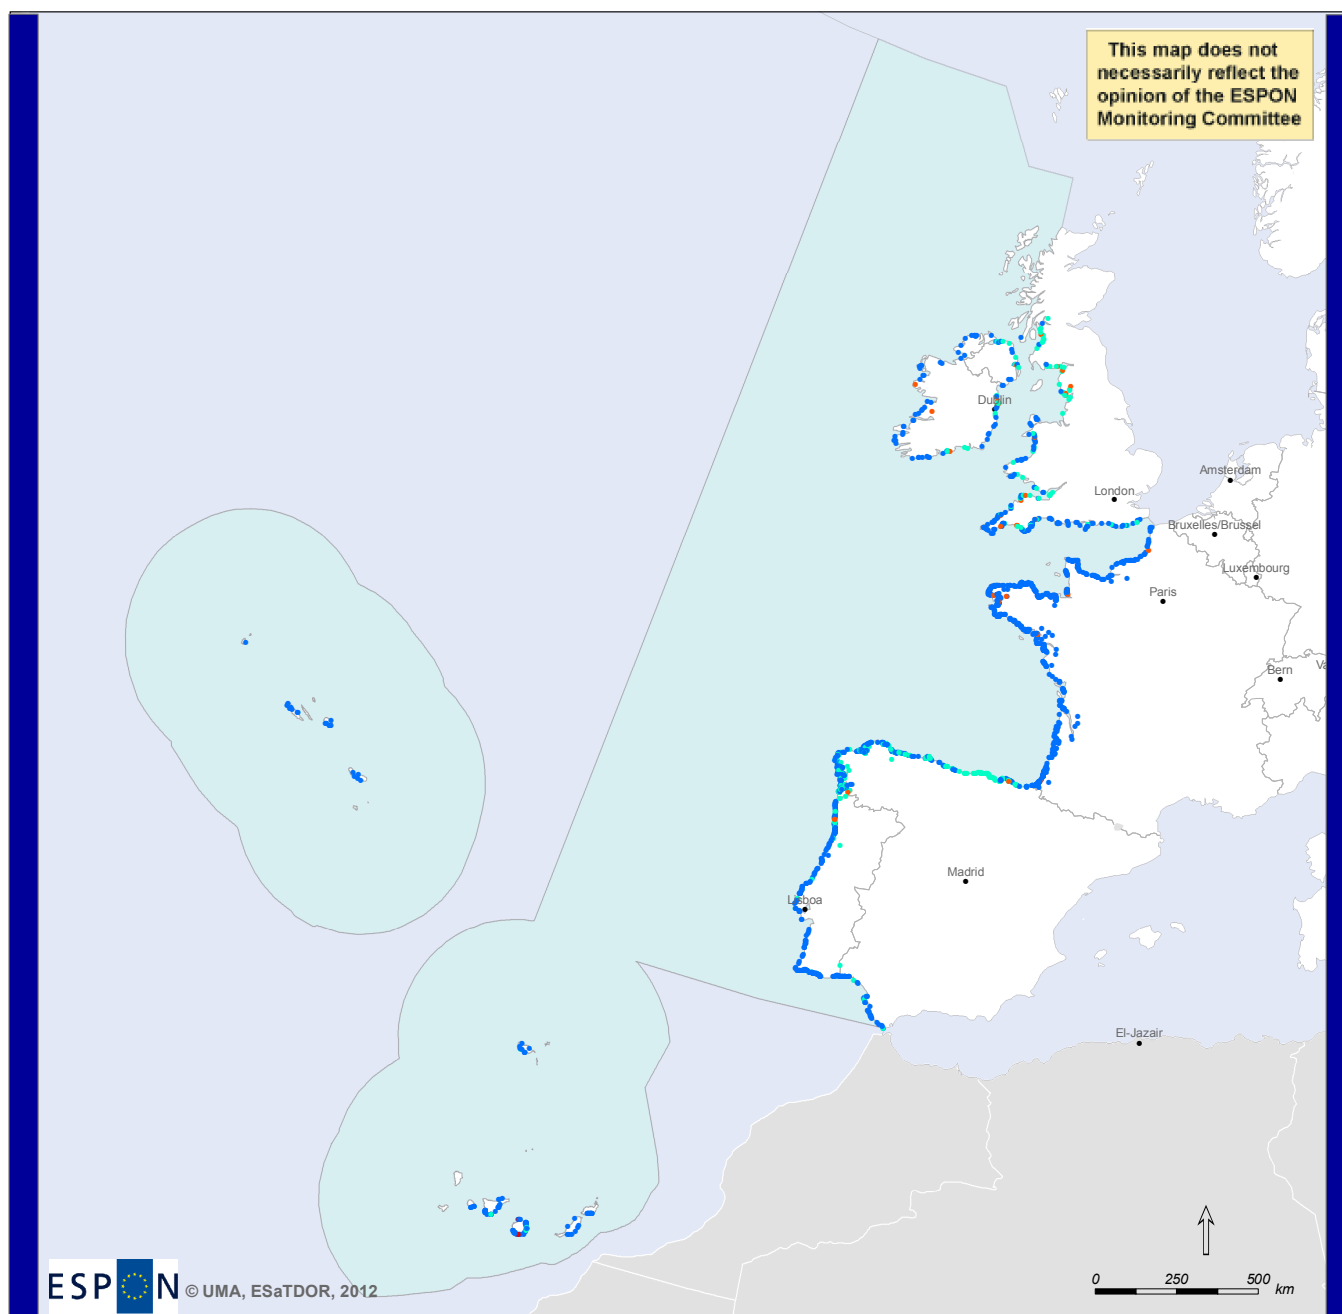 This map does not
necessarily reflect the
opinion of the ESPON
Monitoring Committee
Dublin
Amsterdam
London
Bruxelles/Brussel
Luxembourg
Paris
Bern
Va
Madrid
Lisboa
El-Jazair
ESPON © UMA, ESaTDOR, 2012
0 250 500 km